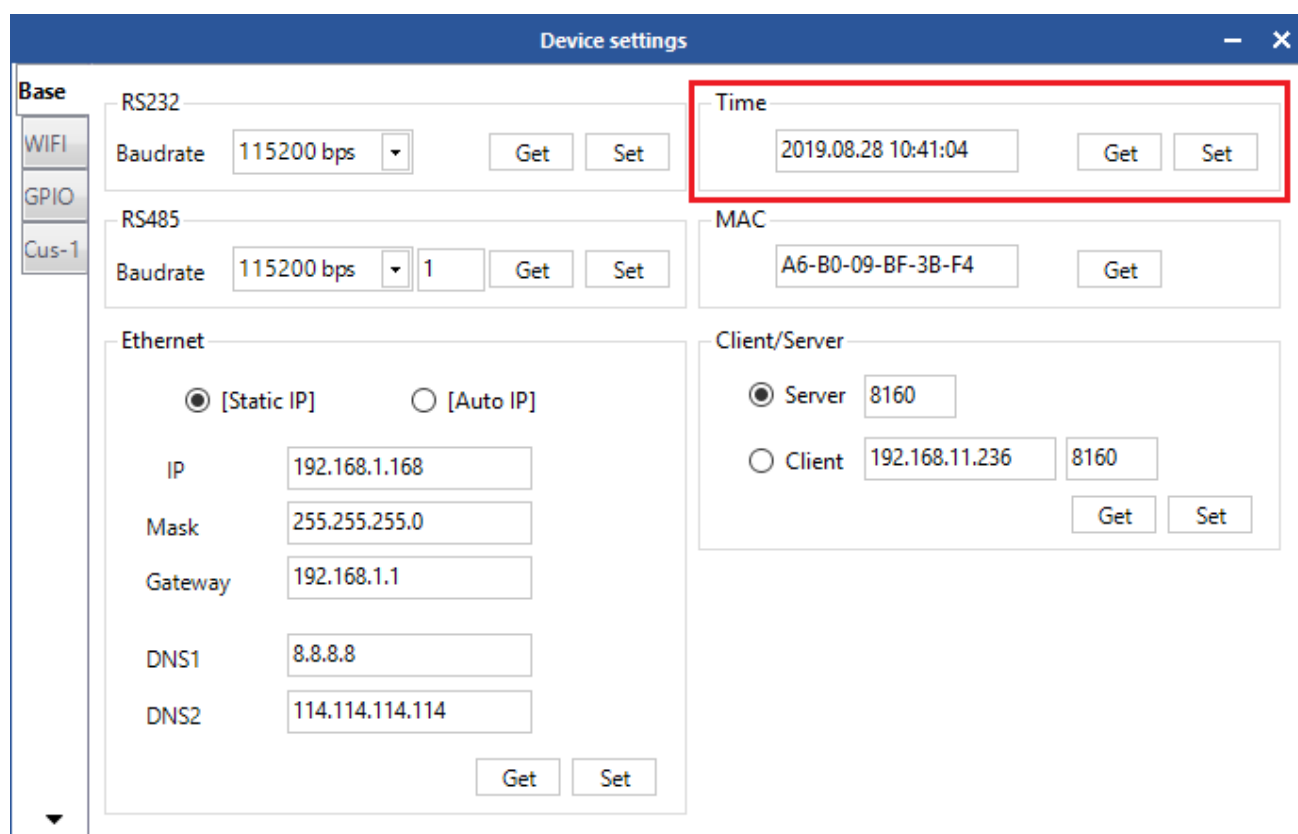 Device settings
Base
WIFI
GPIO
Cus-1
RS232
Baudrate 115200 bps Get Set
Time
2019.08.28 10:41:04 Get Set
RS485
Baudrate 115200 bps 1 Get Set
MAC
A6-B0-09-BF-3B-F4 Get
Ethernet
[Static IP] [Auto IP]
IP 192.168.1.168
Mask 255.255.255.0
Gateway 192.168.1.1
DNS1 8.8.8.8
DNS2 114.114.114.114
Get Set
Client/Server
Server 8160
Client 192.168.11.236 8160
Get Set